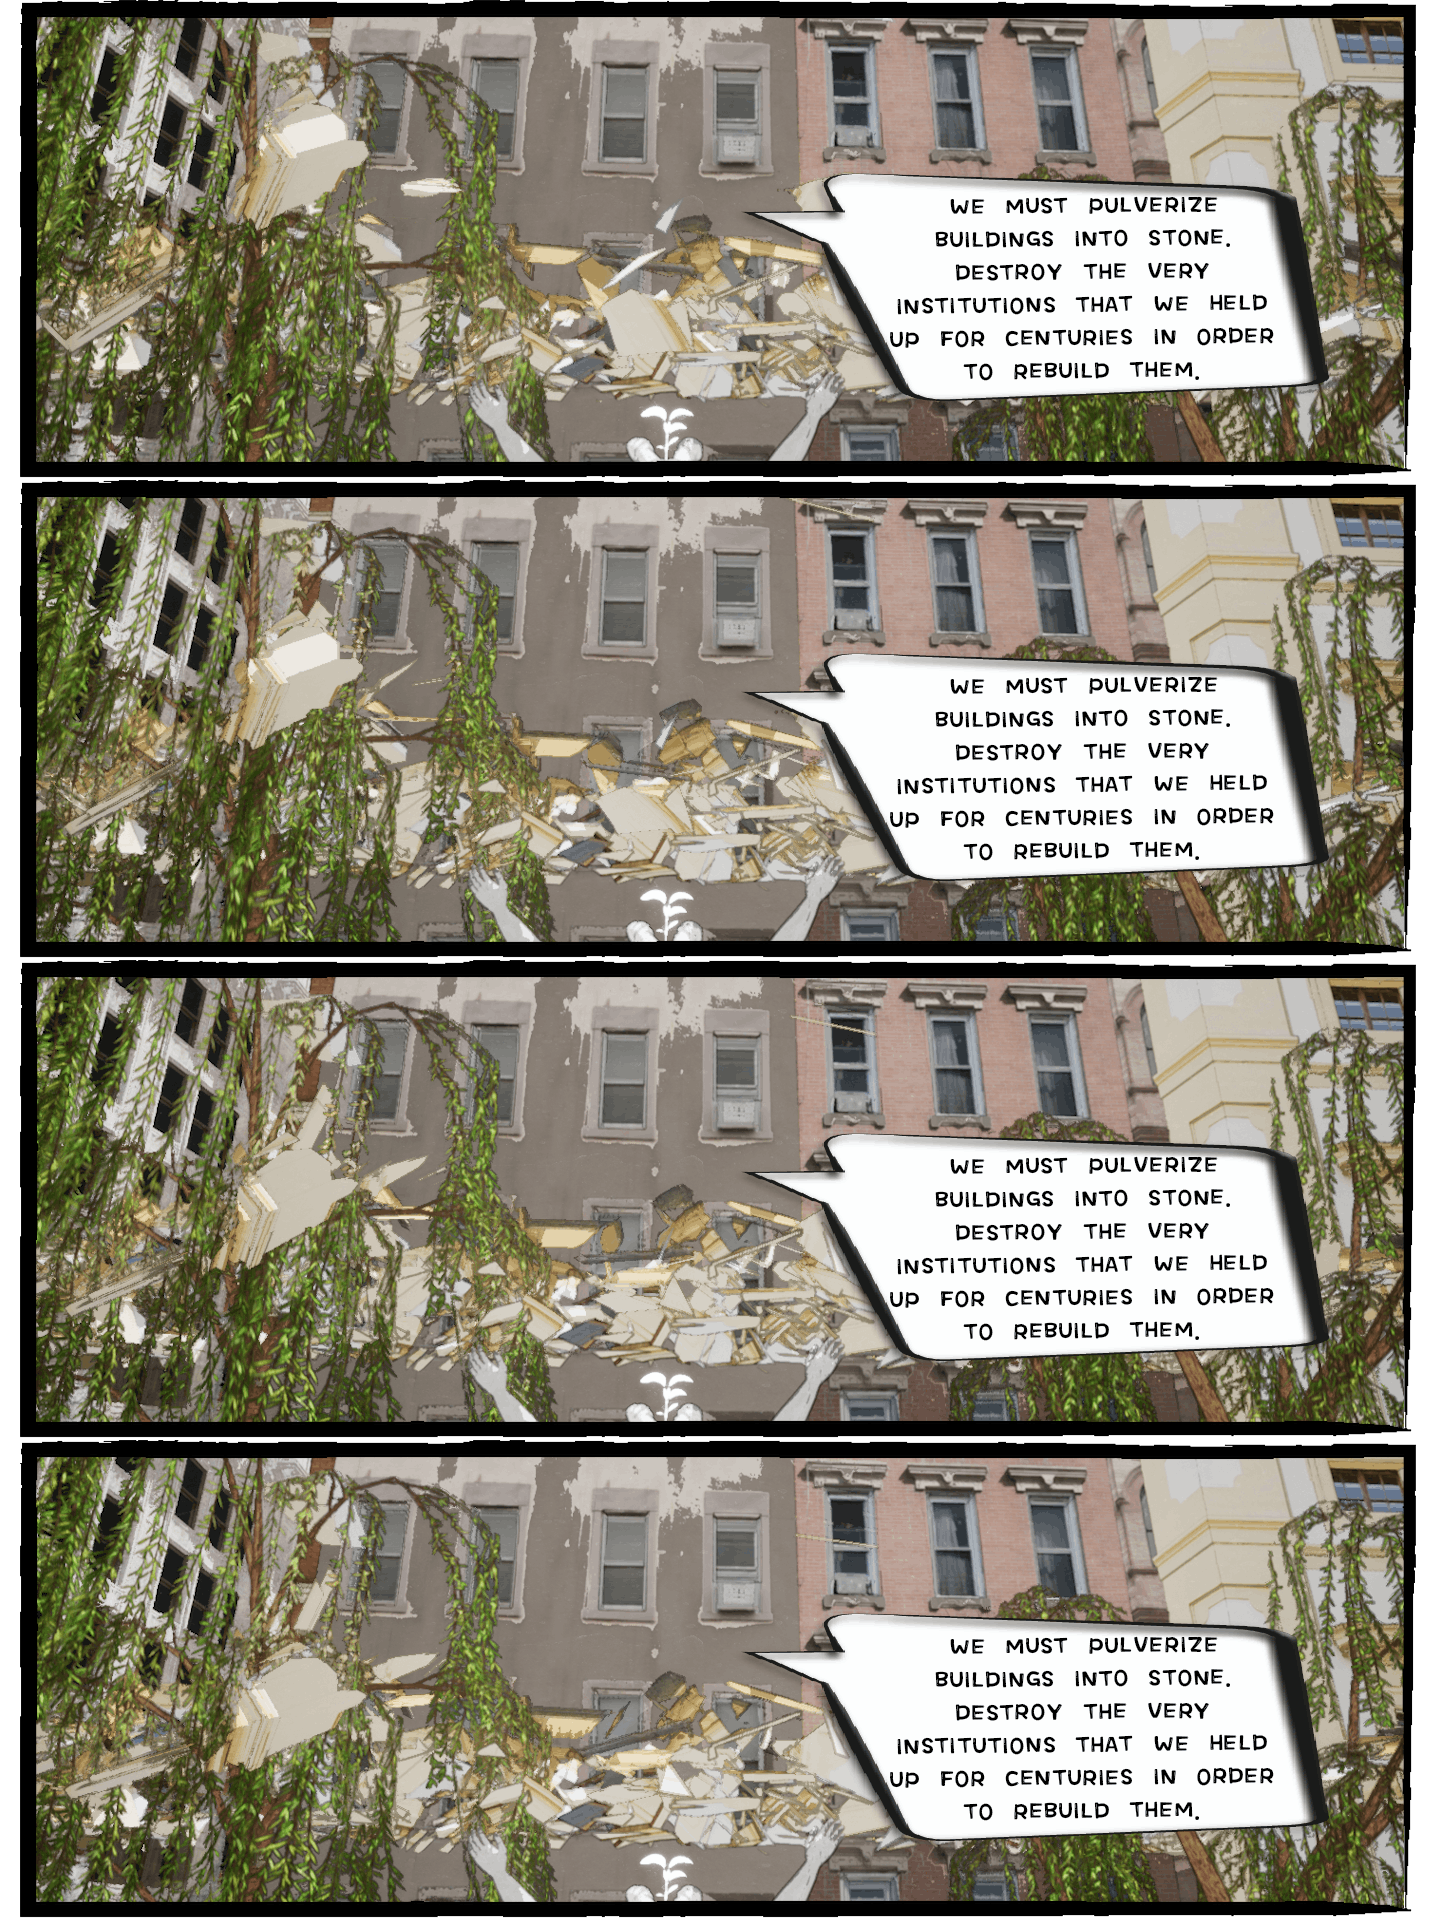 WE MUST PULVERIZE
BUILDINGS INTO STONE.
DESTROY THE VERY
INSTITUTIONS THAT WE HELD
UP FOR CENTURIES IN ORDER
TO REBUILD THEM.
WE MUST PULVERIZE
BUILDINGS INTO STONE.
DESTROY THE VERY
INSTITUTIONS THAT WE HELD
UP FOR CENTURIES IN ORDER
TO REBUILD THEM.
WE MUST PULVERIZE
BUILDINGS INTO STONE.
DESTROY THE VERY
INSTITUTIONS THAT WE HELD
UP FOR CENTURIES IN ORDER
TO REBUILD THEM.
WE MUST PULVERIZE
BUILDINGS INTO STONE.
DESTROY THE VERY
INSTITUTIONS THAT WE HELD
UP FOR CENTURIES IN ORDER
TO REBUILD THEM.